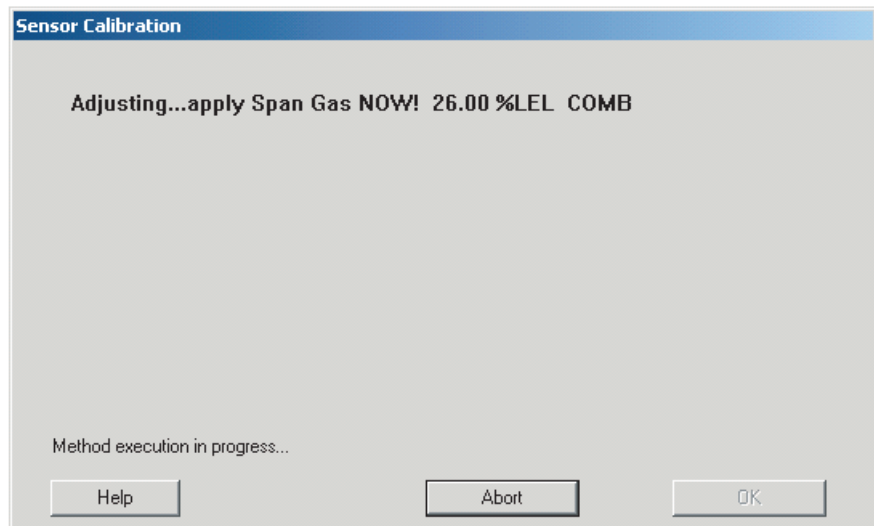 Sensor Calibration
Adjusting...apply Span Gas NOW! 26.00 %LEL COMB
Method execution in progress...
Help Abort OK